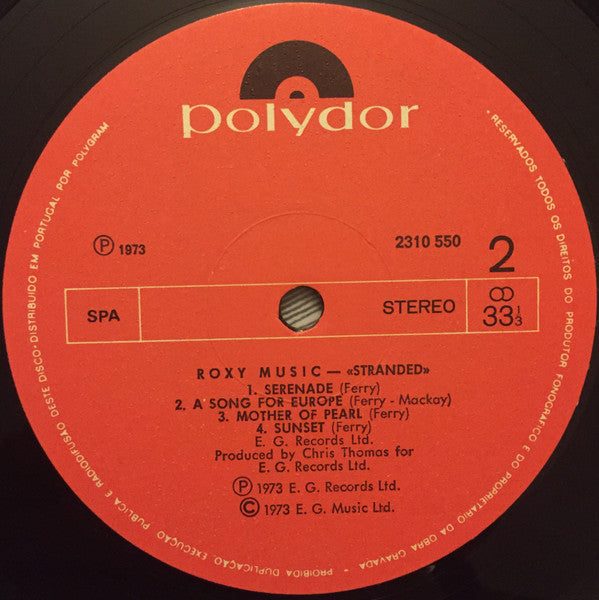 polydor
℗ 1973
2310 550
2
SPA
STEREO
33⅓
ROXY MUSIC — «STRANDED»
1. SERENADE (Ferry)
2. A SONG FOR EUROPE (Ferry - Mackay)
3. MOTHER OF PEARL (Ferry)
4. SUNSET (Ferry)
E. G. Records Ltd.
Produced by Chris Thomas for
E. G. Records Ltd.
℗ 1973 E. G. Records Ltd.
© 1973 E. G. Music Ltd.
• RESERVADOS TODOS OS DIREITOS DO PRODUTOR FONOGRÁFICO E DO PROPRIETÁRIO DA OBRA GRAVADA • PROIBIDA DUPLICAÇÃO, EXECUÇÃO PÚBLICA E RADIODIFUSÃO DESTE DISCO • DISTRIBUIDO EM PORTUGAL POR POLYGRAM